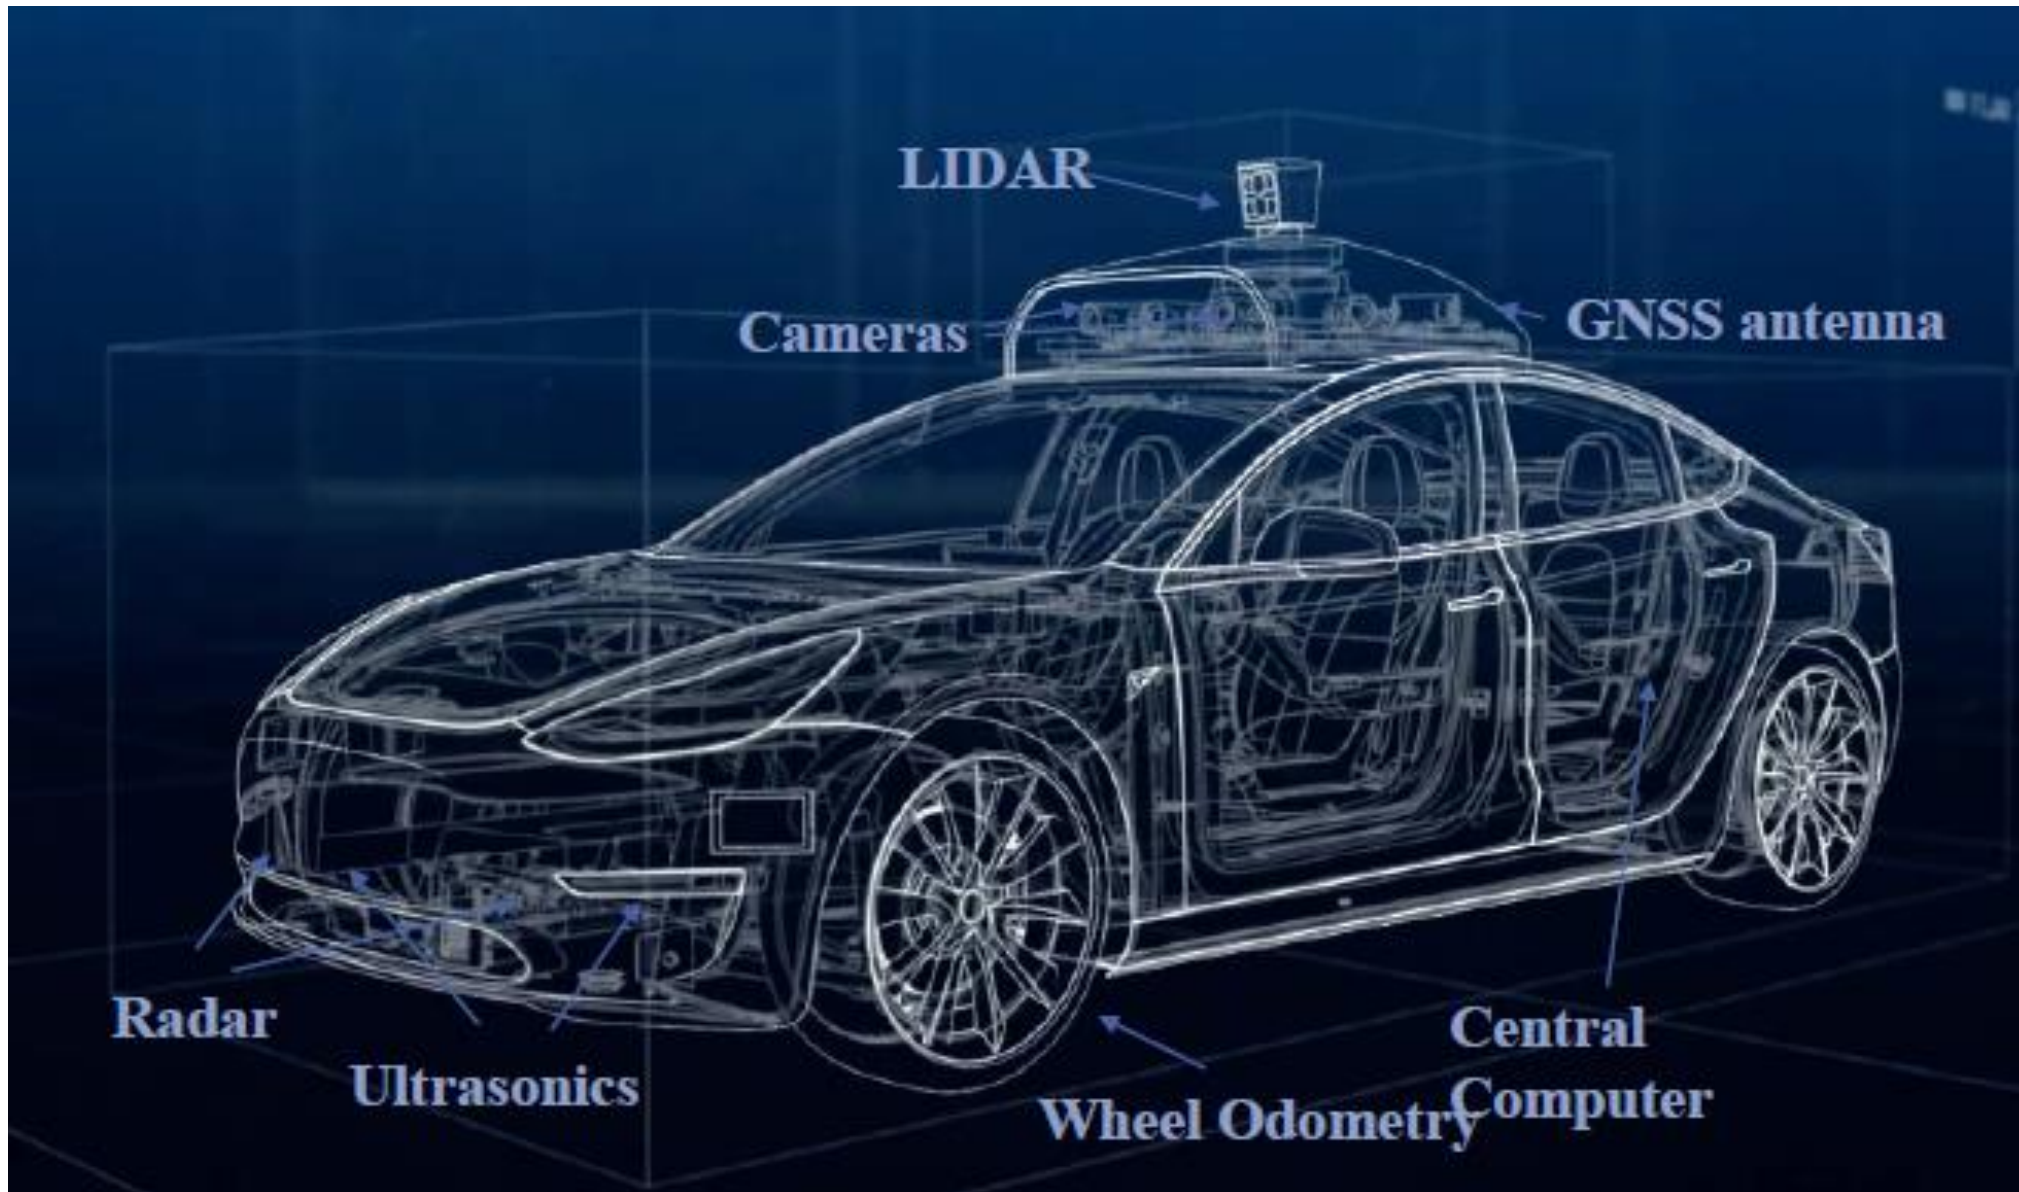 LIDAR
Cameras
GNSS antenna
Radar
Ultrasonics
Wheel Odometry
Central
Computer